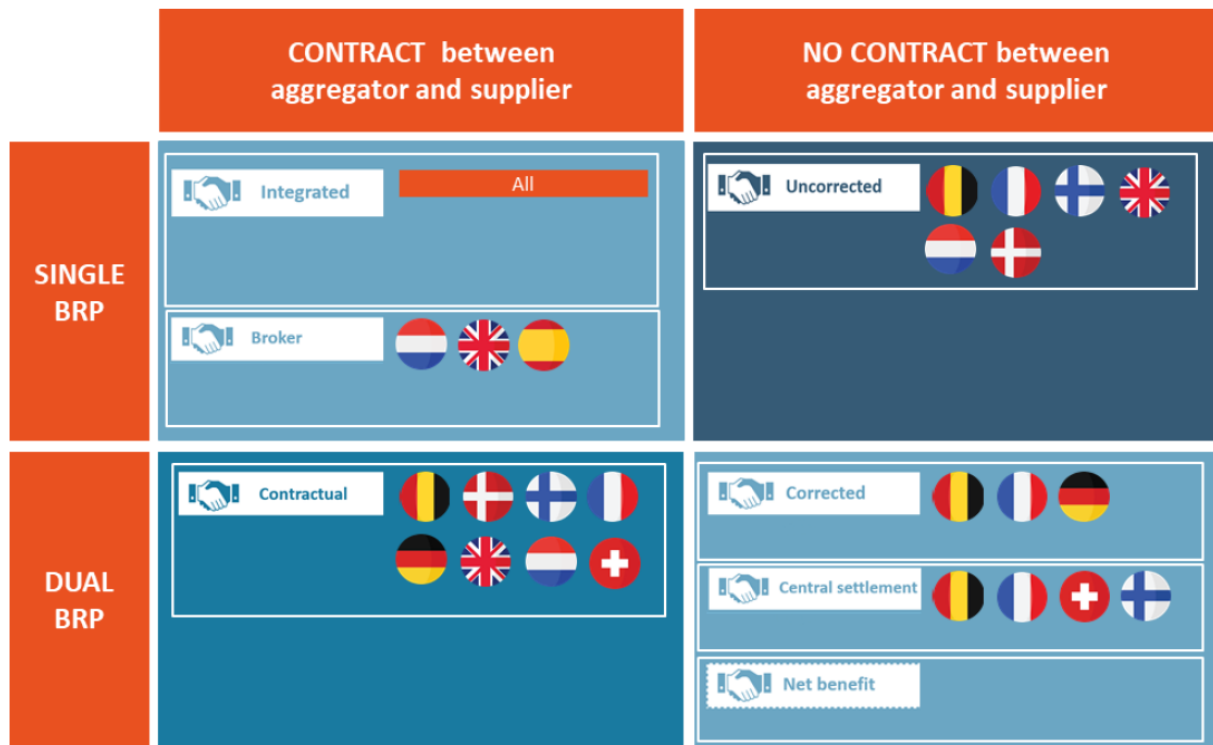 CONTRACT between
aggregator and supplier
NO CONTRACT between
aggregator and supplier
SINGLE
BRP
Integrated
All
Broker
Uncorrected
DUAL
BRP
Contractual
Corrected
Central settlement
Net benefit